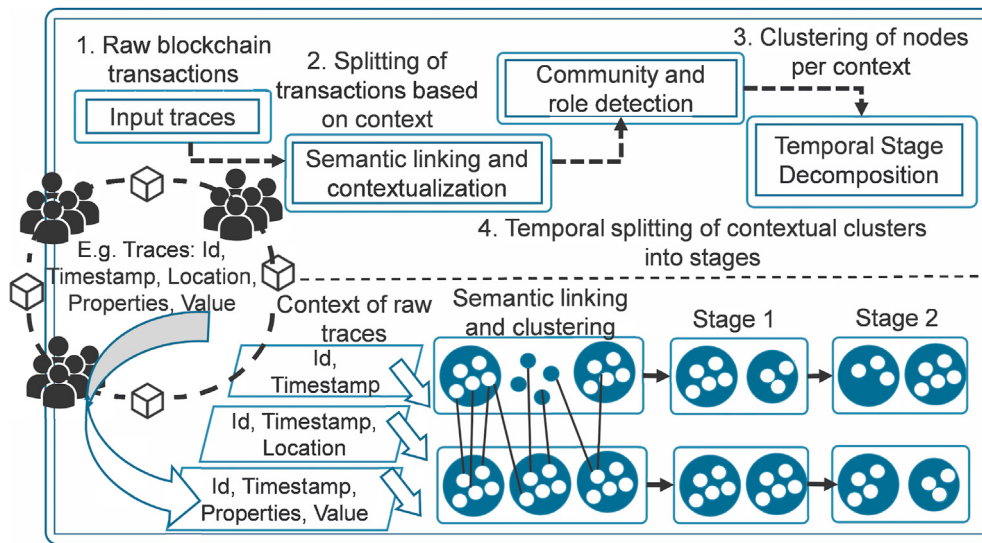 1. Raw blockchain
transactions
Input traces
2. Splitting of
transactions based
on context
Semantic linking and
contextualization
Community and
role detection
3. Clustering of nodes
per context
Temporal Stage
Decomposition
4. Temporal splitting of contextual clusters
into stages
E.g. Traces: Id,
Timestamp, Location,
Properties, Value
Context of raw
traces
Id,
Timestamp
Id, Timestamp,
Location
Id, Timestamp,
Properties, Value
Semantic linking
and clustering
Stage 1
Stage 2